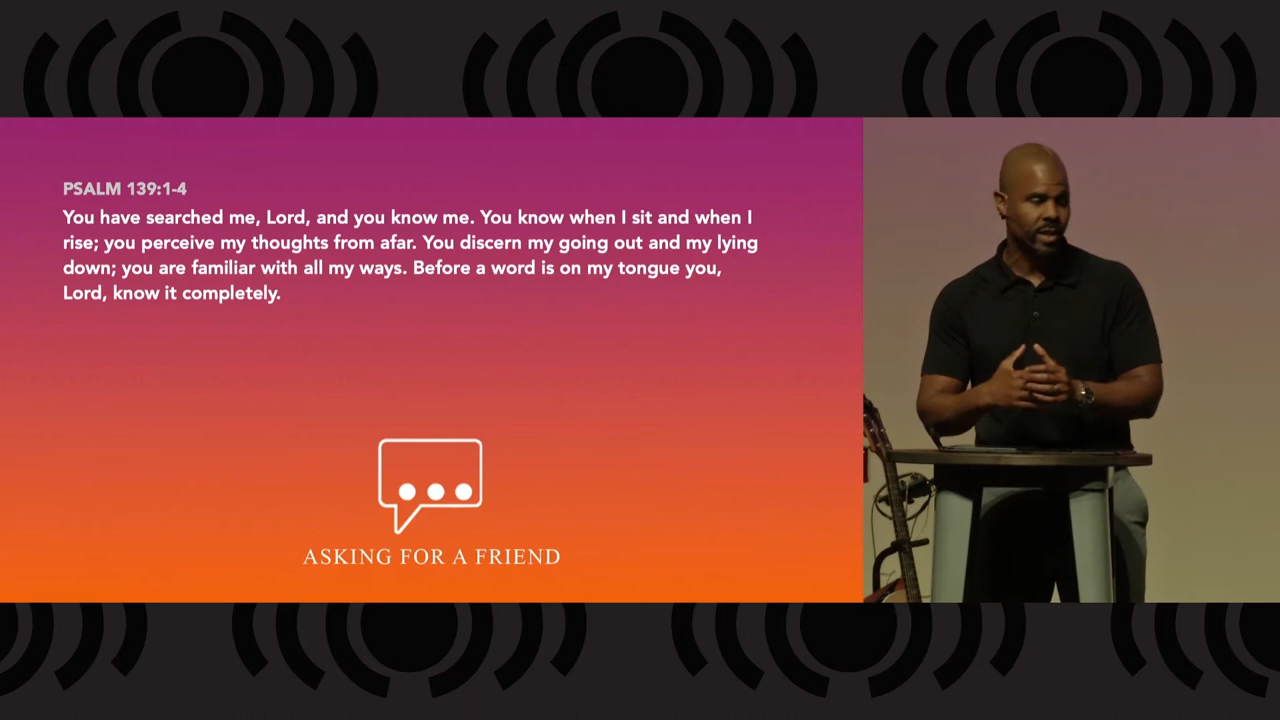 PSALM 139:1-4
You have searched me, Lord, and you know me. You know when I sit and when I
rise; you perceive my thoughts from afar. You discern my going out and my lying
down; you are familiar with all my ways. Before a word is on my tongue you,
Lord, know it completely.
ASKING FOR A FRIEND